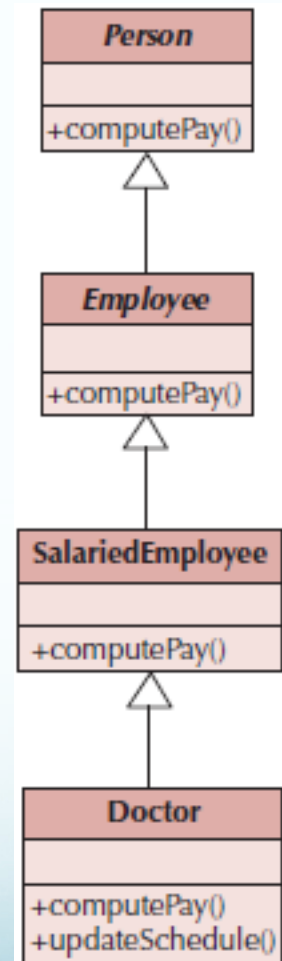 Person
+computePay()
Employee
+computePay()
SalariedEmployee
+computePay()
Doctor
+computePay()
+updateSchedule()